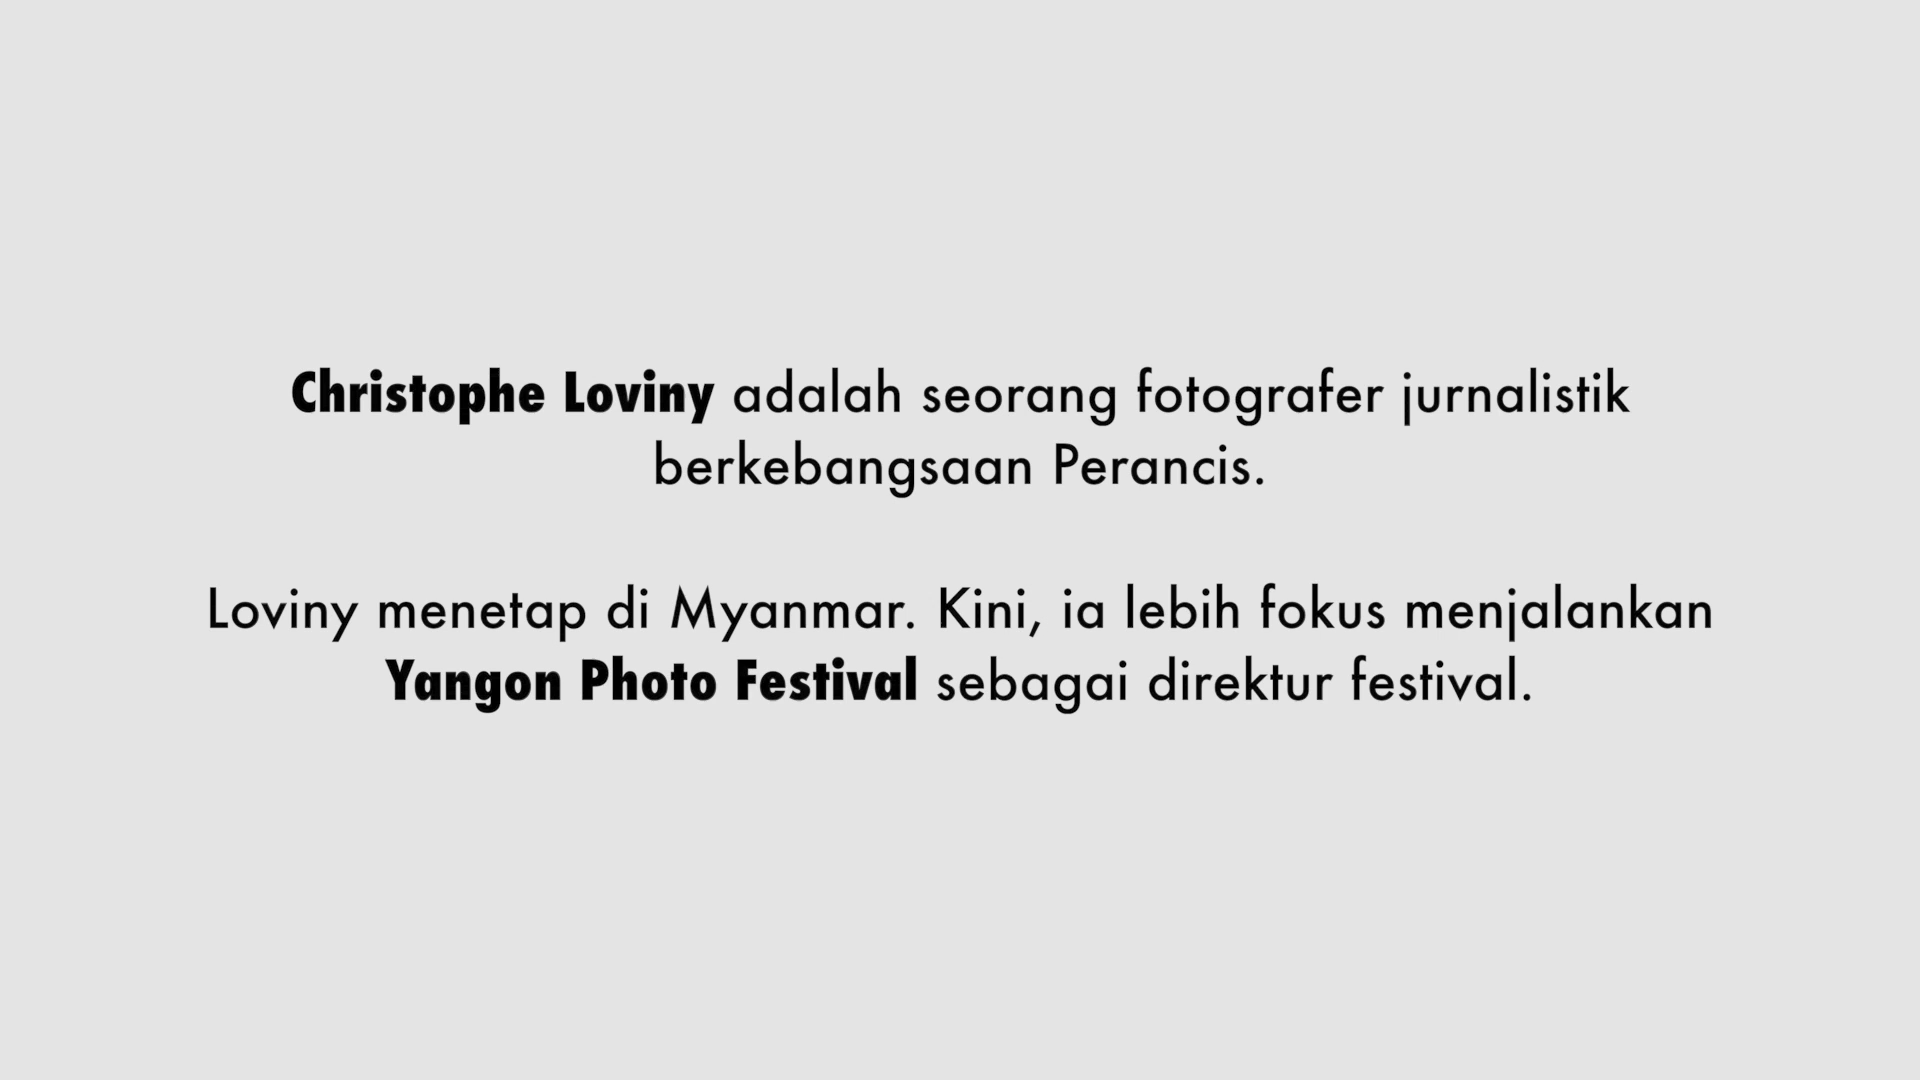 Christophe Loviny adalah seorang fotografer jurnalistik
berkebangsaan Perancis.
Loviny menetap di Myanmar. Kini, ia lebih fokus menjalankan
Yangon Photo Festival sebagai direktur festival.